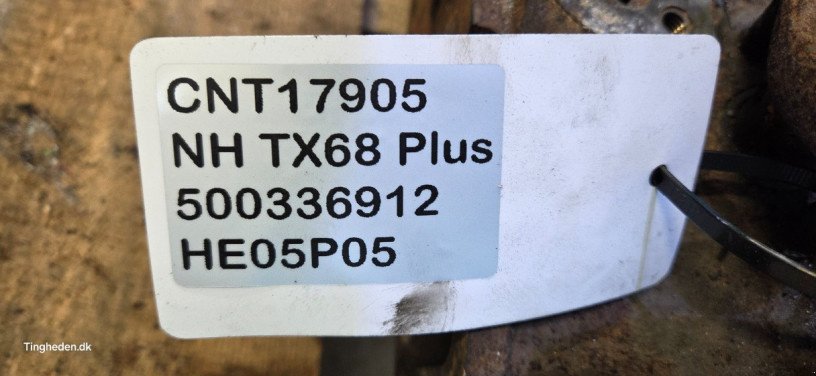 CNT17905
NH TX68 Plus
500336912
HE05P05
Tingheden.dk